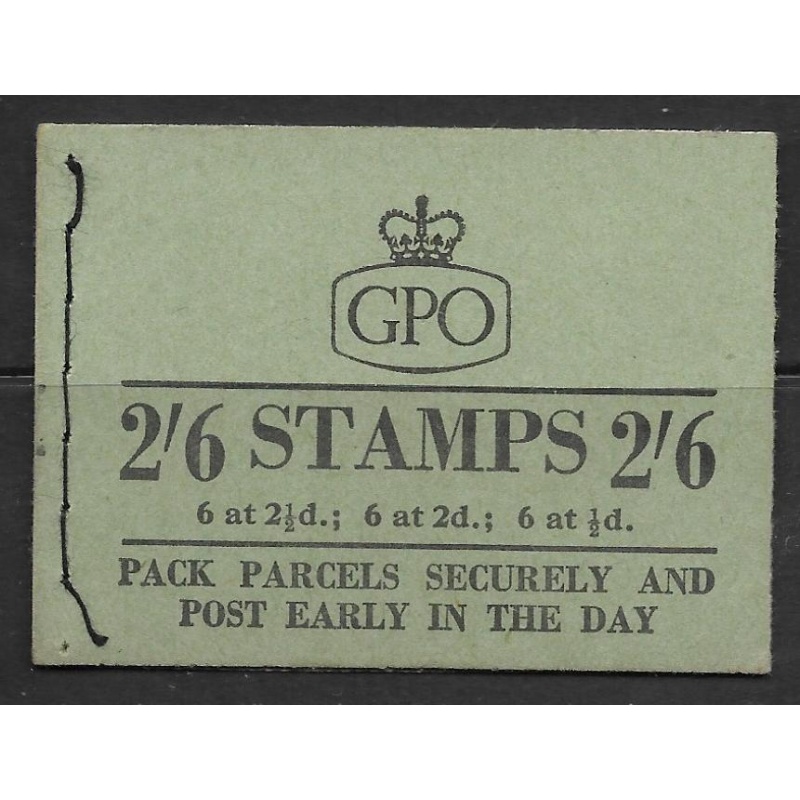 GPO
2'6 STAMPS 2'6
6 at 2½d.; 6 at 2d.; 6 at ½d.
PACK PARCELS SECURELY AND
POST EARLY IN THE DAY